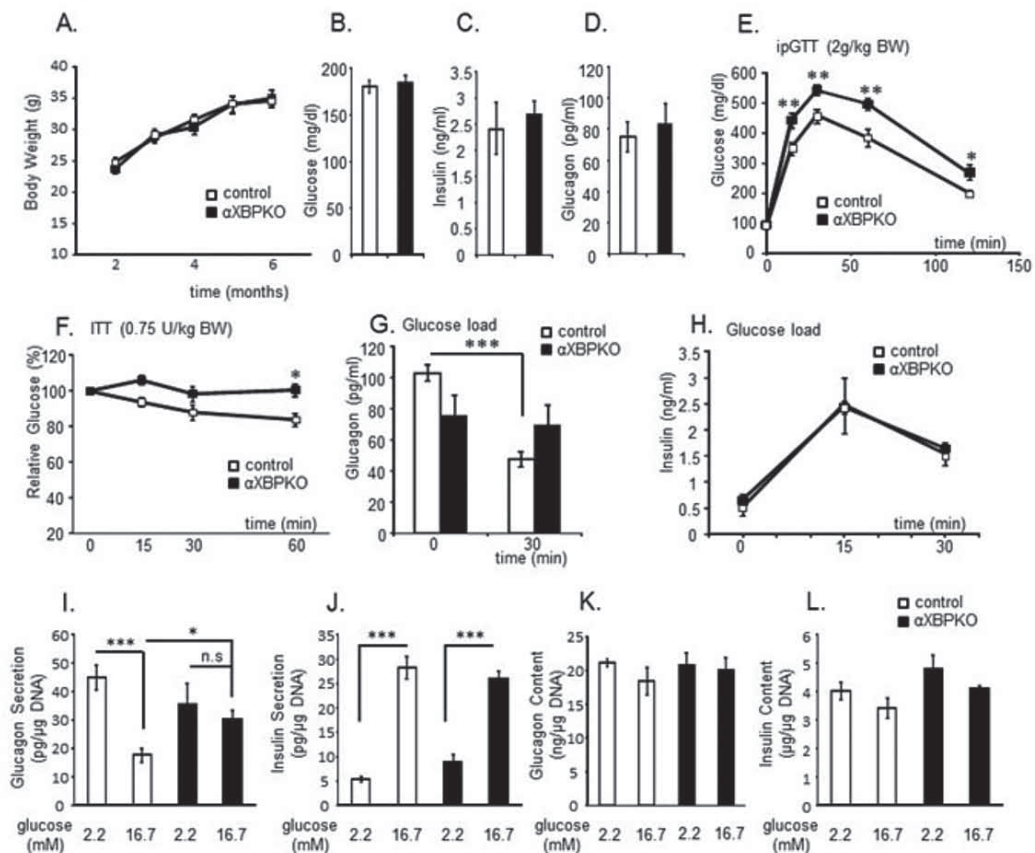 A.
Body Weight (g)
40
35
30
25
20
15
10
control
αXBPKO
2
4
6
time (months)
B.
Glucose (mg/dl)
200
150
100
50
0
C.
Insulin (ng/ml)
3.5
3
2.5
2
1.5
1
0.5
0
D.
Glucagon (pg/ml)
120
100
80
60
40
20
0
E.
ipGTT (2g/kg BW)
Glucose (mg/dl)
600
500
400
300
200
100
0
**
**
**
*
control
αXBPKO
time (min)
0
50
100
150
F.
ITT (0.75 U/kg BW)
Relative Glucose (%)
120
100
80
60
40
20
*
control
αXBPKO
time (min)
0
15
30
60
G.
Glucose load
control
αXBPKO
Glucagon (pg/ml)
120
100
80
60
40
20
0
***
0
30
time (min)
H.
Glucose load
control
αXBPKO
Insulin (ng/ml)
3.5
3
2.5
2
1.5
1
0.5
0
time (min)
0
15
30
I.
Glucagon Secretion
(pg/μg DNA)
60
50
40
30
20
10
0
***
*
n.s
glucose
(mM)
2.2
16.7
2.2
16.7
J.
Insulin Secretion
(pg/μg DNA)
35
30
25
20
15
10
5
0
***
***
glucose
(mM)
2.2
16.7
2.2
16.7
K.
Glucagon Content
(ng/μg DNA)
25
20
15
10
5
0
glucose
(mM)
2.2
16.7
2.2
16.7
L.
control
αXBPKO
Insulin Content
(μg/μg DNA)
6
5
4
3
2
1
0
glucose
(mM)
2.2
16.7
2.2
16.7